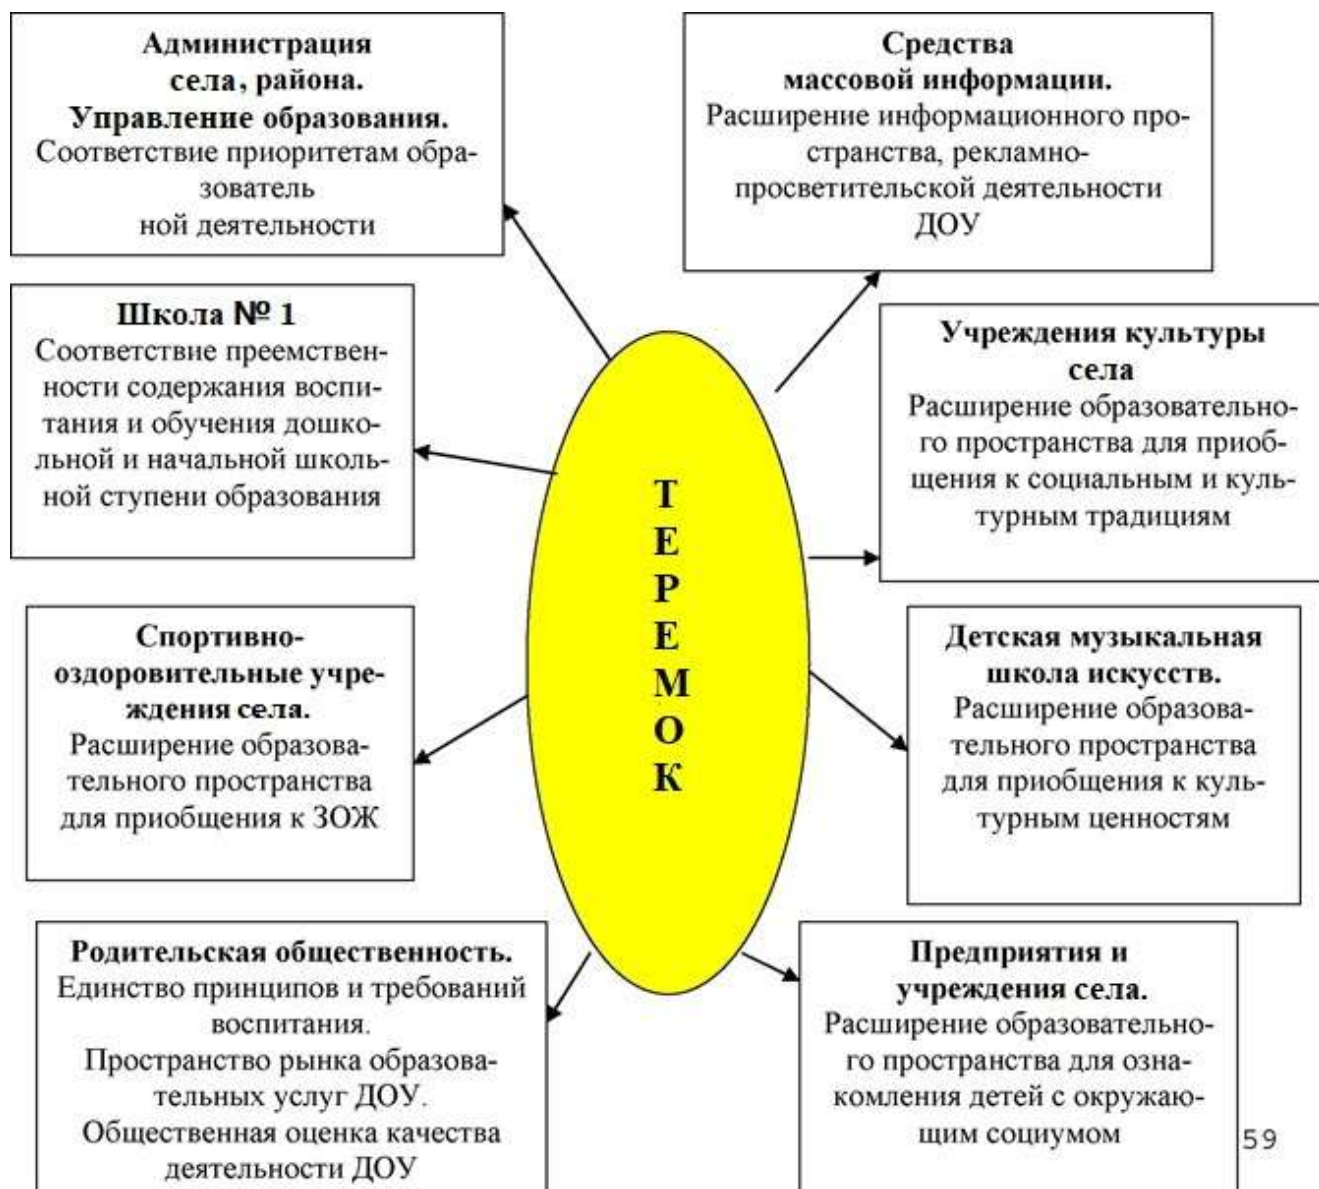 Администрация
села, района.
Управление образования.
Соответствие приоритетам обра-
зователь
ной деятельности
Средства
массовой информации.
Расширение информационного про-
странства, рекламно-
просветительской деятельности
ДОУ
Школа № 1
Соответствие преемствен-
ности содержания воспи-
тания и обучения дошко-
льной и начальной школь-
ной ступени образования
Учреждения культуры
села
Расширение образовательно-
го пространства для приоб-
щения к социальным и куль-
турным традициям
Т
Е
Р
Е
М
О
К
Спортивно-
оздоровительные учре-
ждения села.
Расширение образова-
тельного пространства
для приобщения к ЗОЖ
Детская музыкальная
школа искусств.
Расширение образова-
тельного пространства
для приобщения к куль-
турным ценностям
Родительская общественность.
Единство принципов и требований
воспитания.
Пространство рынка образова-
тельных услуг ДОУ.
Общественная оценка качества
деятельности ДОУ
Предприятия и
учреждения села.
Расширение образовательно-
го пространства для озна-
комления детей с окружаю-
щим социумом
59